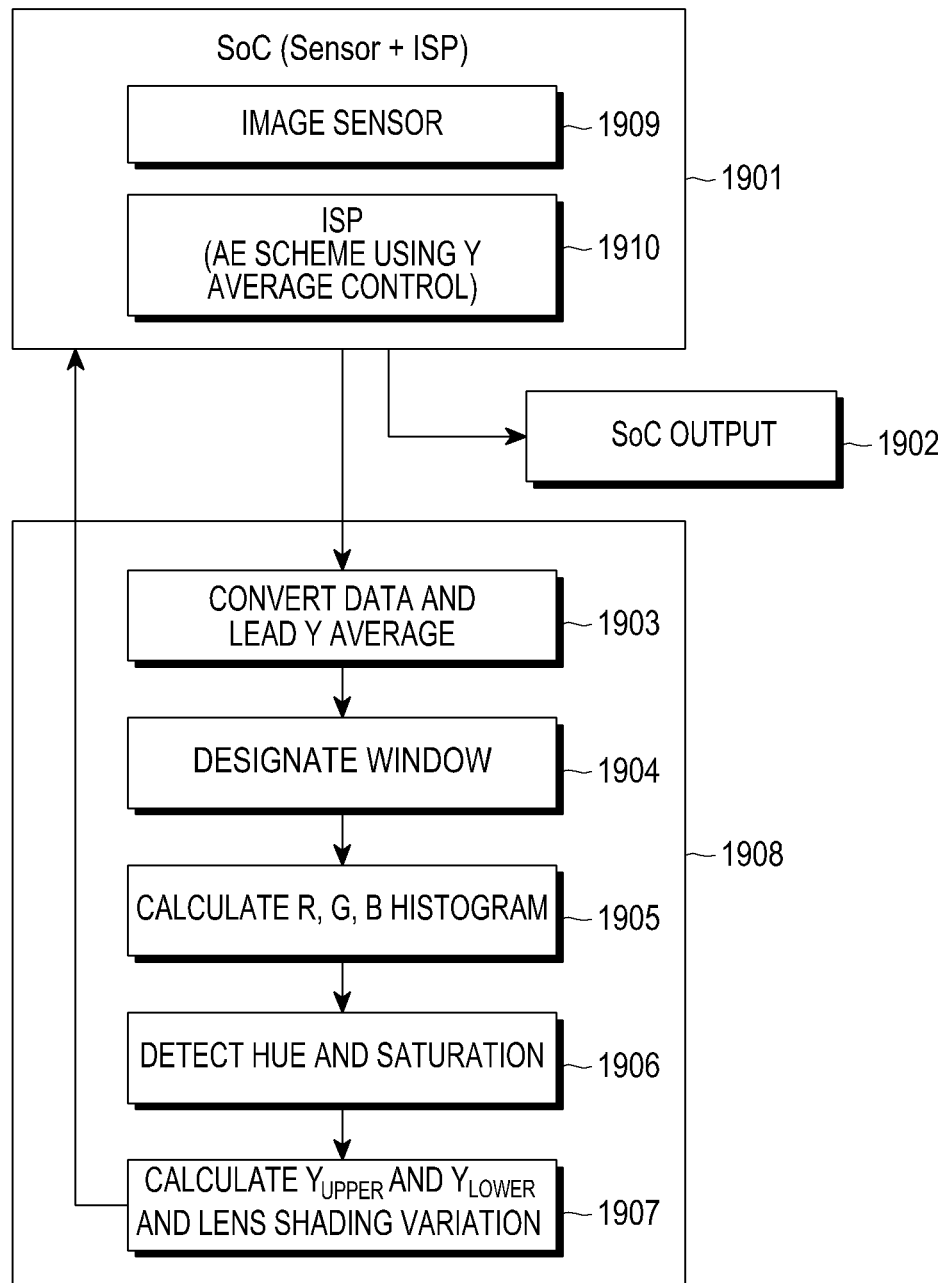 SoC (Sensor + ISP)
IMAGE SENSOR
1909
1901
ISP
(AE SCHEME USING Y
AVERAGE CONTROL)
1910
SoC OUTPUT
1902
CONVERT DATA AND
LEAD Y AVERAGE
1903
DESIGNATE WINDOW
1904
1908
CALCULATE R, G, B HISTOGRAM
1905
DETECT HUE AND SATURATION
1906
CALCULATE Y_UPPER AND Y_LOWER
AND LENS SHADING VARIATION
1907